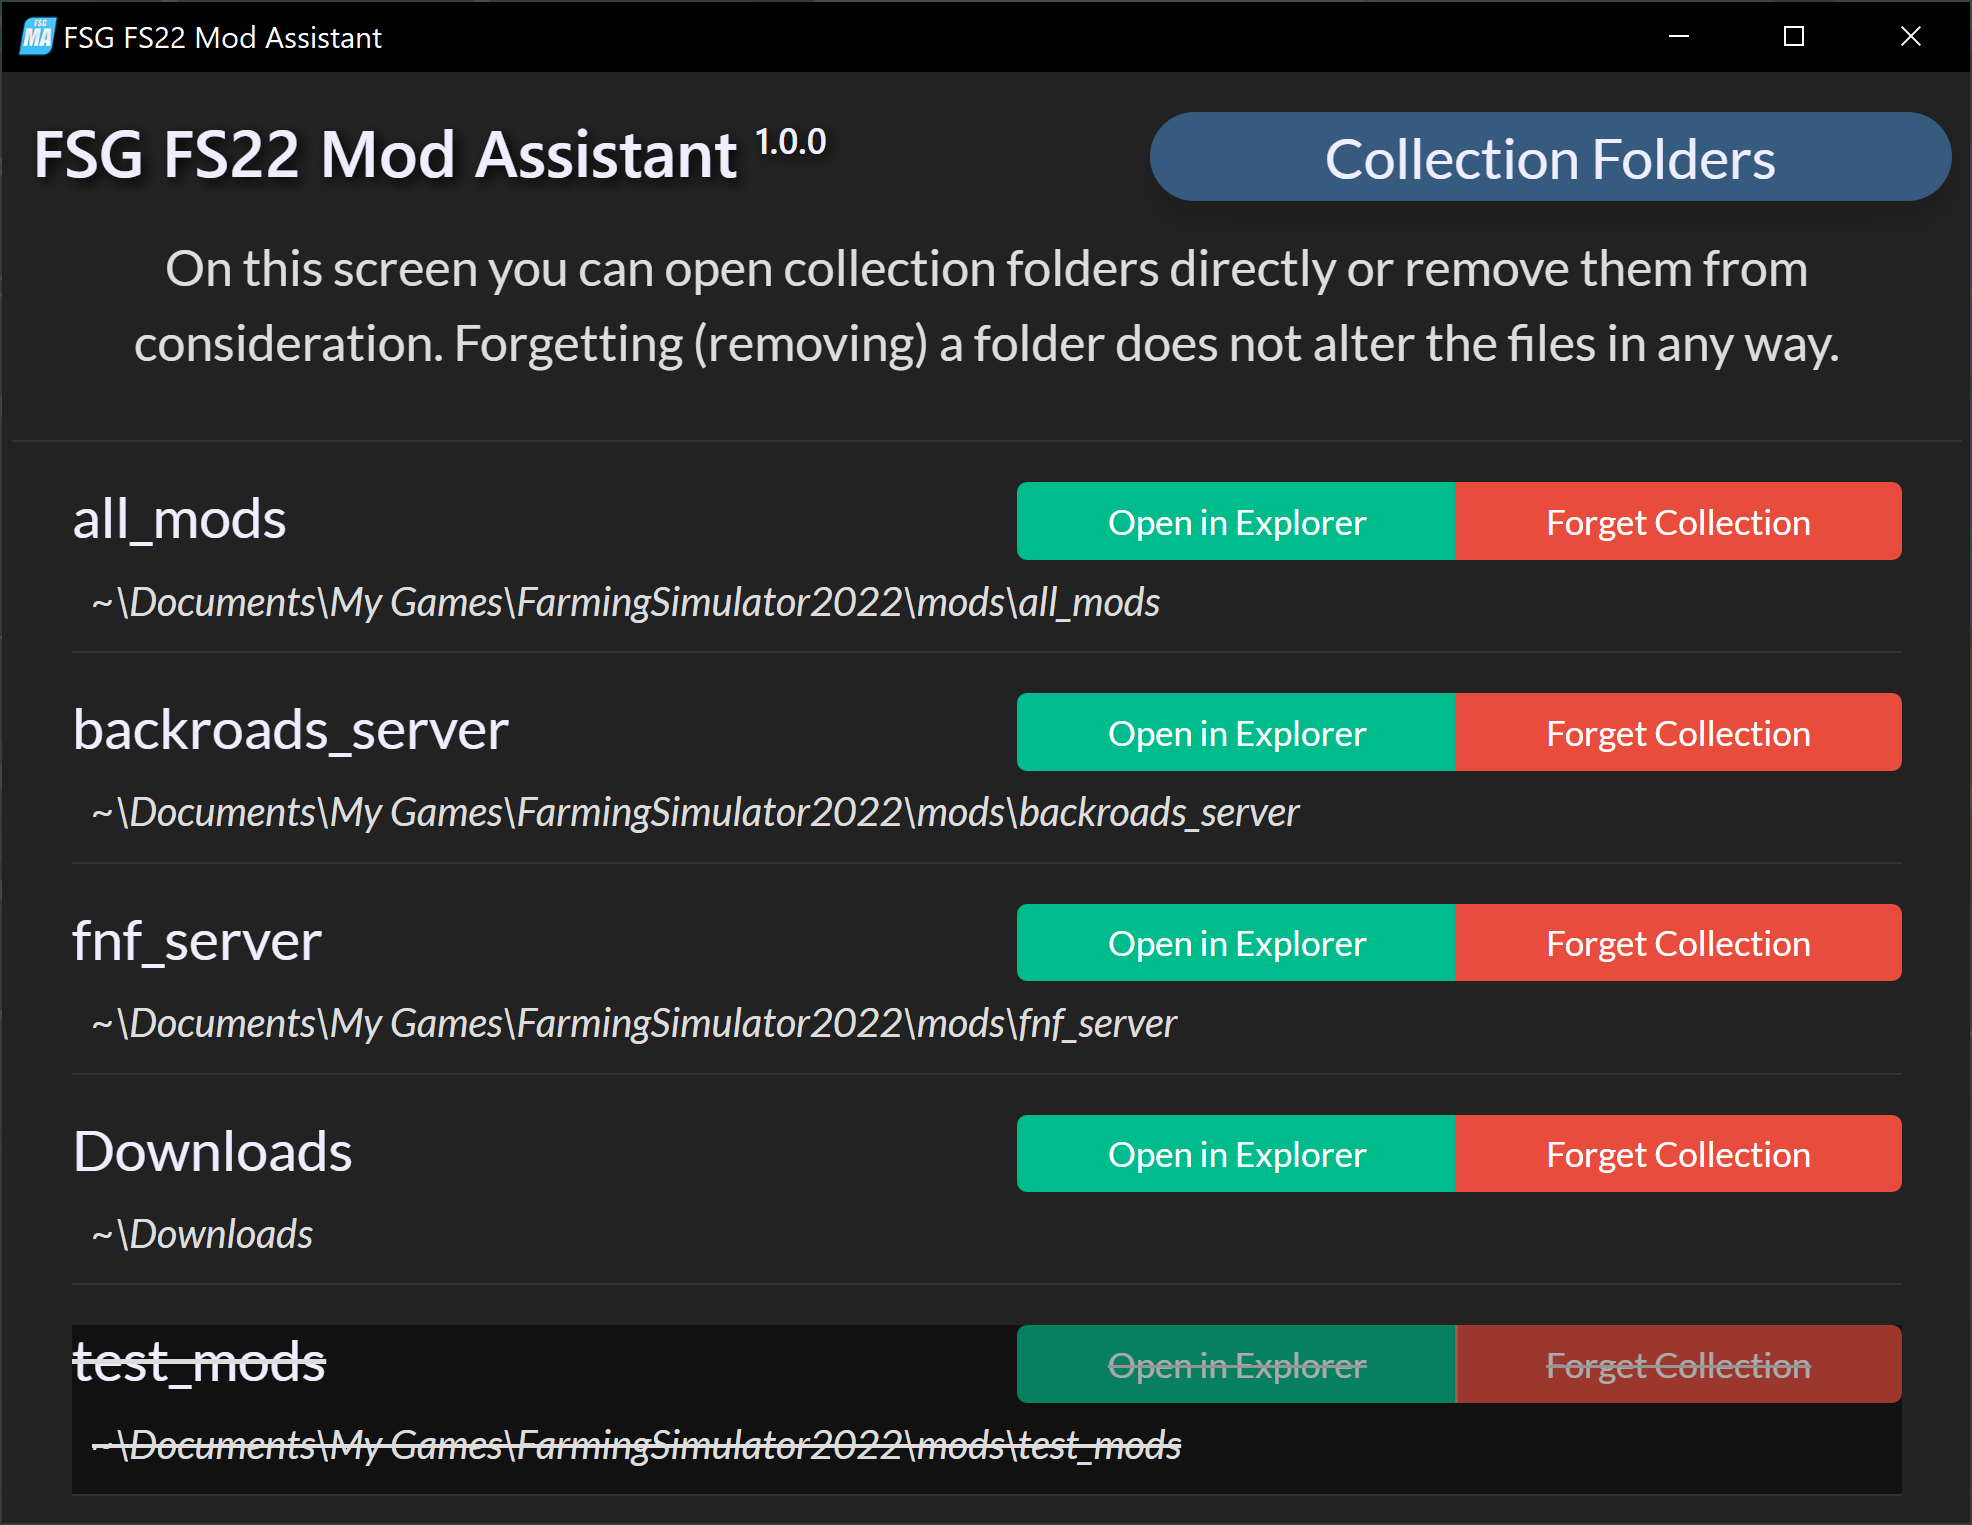 FSG MA FSG FS22 Mod Assistant
FSG FS22 Mod Assistant 1.0.0
Collection Folders
On this screen you can open collection folders directly or remove them from
consideration. Forgetting (removing) a folder does not alter the files in any way.
all_mods
Open in Explorer Forget Collection
~\Documents\My Games\FarmingSimulator2022\mods\all_mods
backroads_server
Open in Explorer Forget Collection
~\Documents\My Games\FarmingSimulator2022\mods\backroads_server
fnf_server
Open in Explorer Forget Collection
~\Documents\My Games\FarmingSimulator2022\mods\fnf_server
Downloads
Open in Explorer Forget Collection
~\Downloads
test_mods
Open in Explorer Forget Collection
~\Documents\My Games\FarmingSimulator2022\mods\test_mods